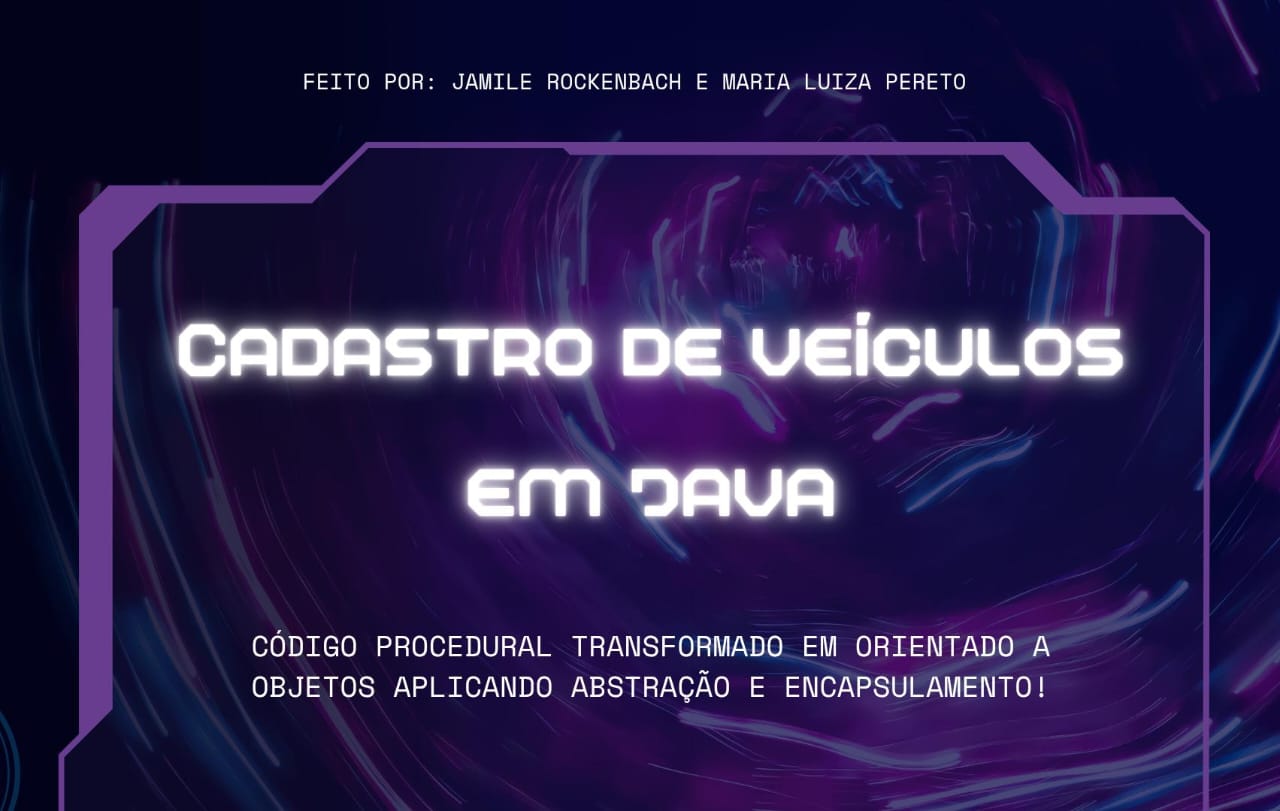 FEITO POR: JAMILE ROCKENBACH E MARIA LUIZA PERETO
CADASTRO DE VEÍCULOS
EM JAVA
CÓDIGO PROCEDURAL TRANSFORMADO EM ORIENTADO A
OBJETOS APLICANDO ABSTRAÇÃO E ENCAPSULAMENTO!